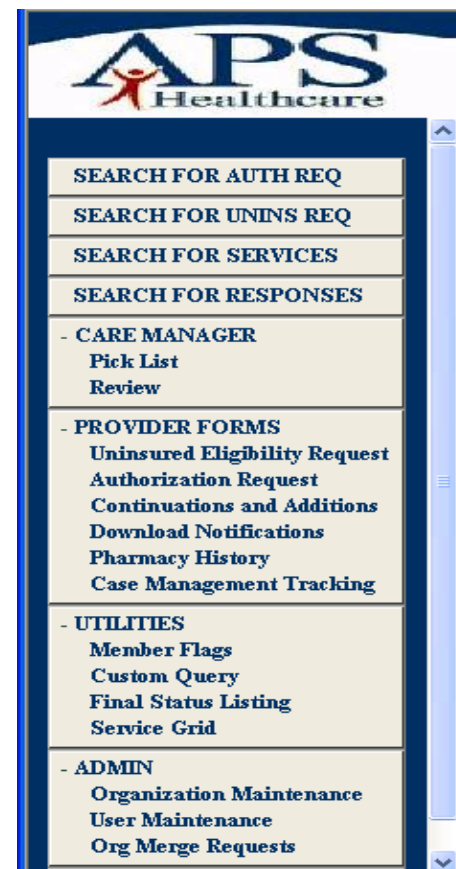 APS
Healthcare
SEARCH FOR AUTH REQ
SEARCH FOR UNINS REQ
SEARCH FOR SERVICES
SEARCH FOR RESPONSES
- CARE MANAGER
Pick List
Review
- PROVIDER FORMS
Uninsured Eligibility Request
Authorization Request
Continuations and Additions
Download Notifications
Pharmacy History
Case Management Tracking
- UTILITIES
Member Flags
Custom Query
Final Status Listing
Service Grid
- ADMIN
Organization Maintenance
User Maintenance
Org Merge Requests